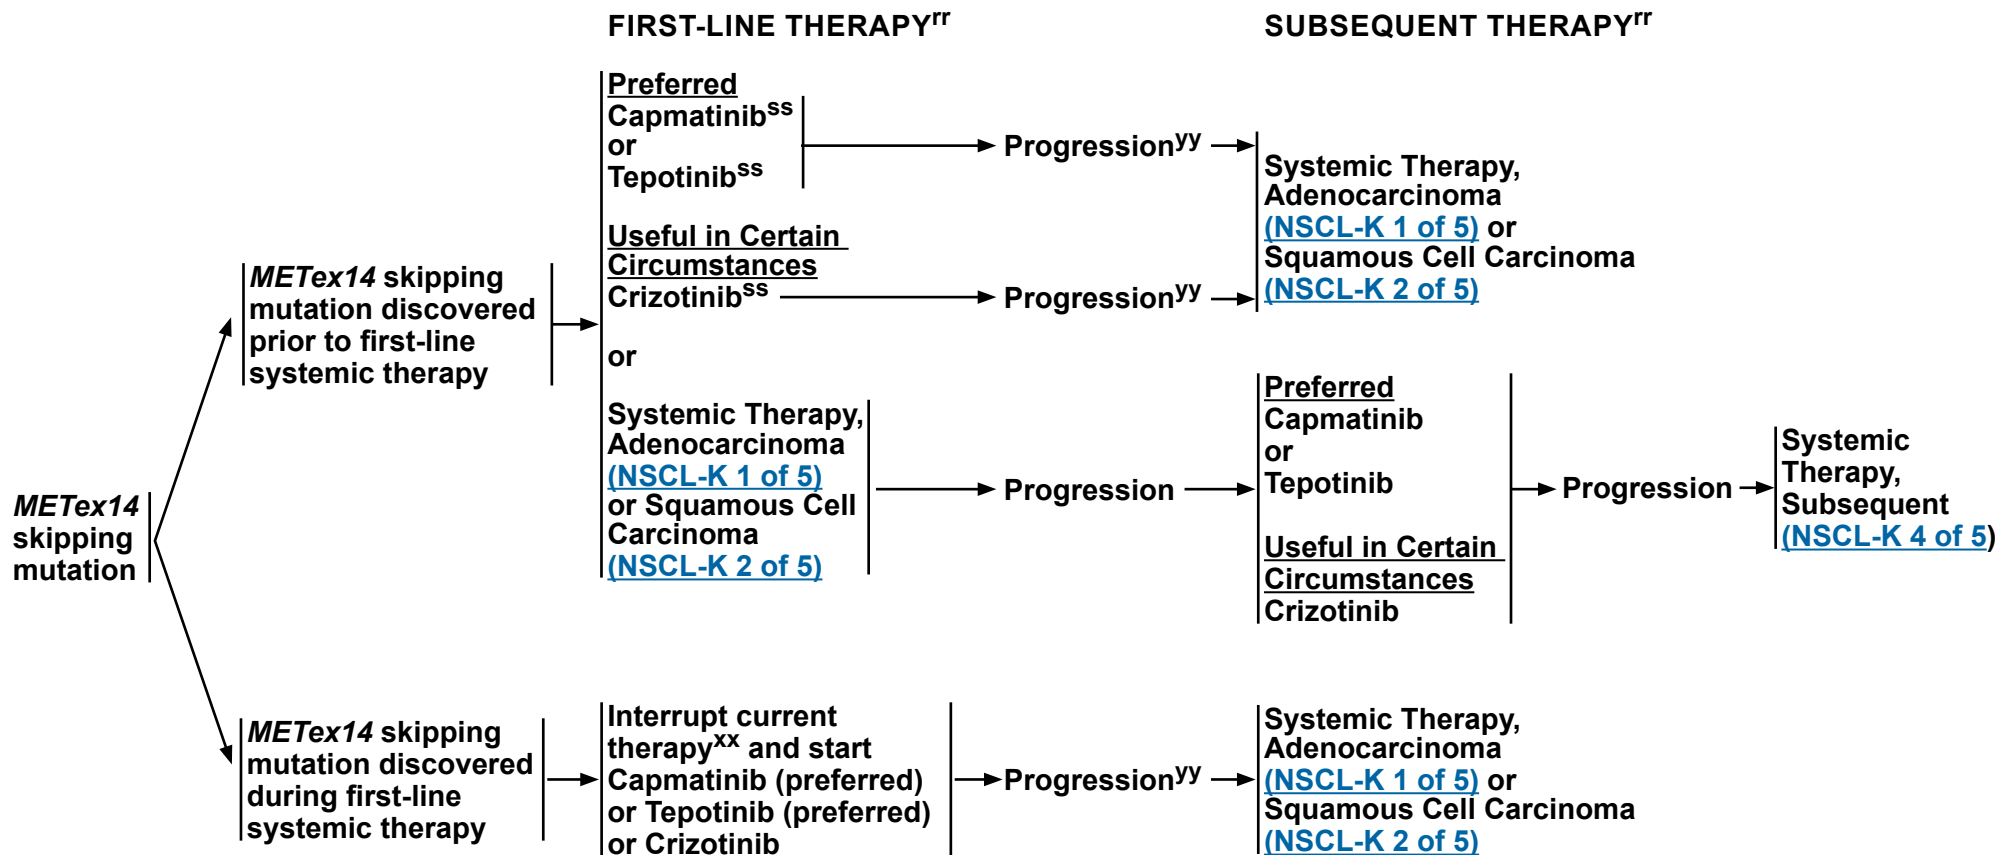 FIRST-LINE THERAPYrr
SUBSEQUENT THERAPYrr
METex14
skipping
mutation
METex14 skipping
mutation discovered
prior to first-line
systemic therapy
Preferred
Capmatinibss
or
Tepotinibss
Useful in Certain
Circumstances
Crizotinibss
or
Systemic Therapy,
Adenocarcinoma
(NSCL-K 1 of 5)
or Squamous Cell
Carcinoma
(NSCL-K 2 of 5)
Progressionyy
Progressionyy
Systemic Therapy,
Adenocarcinoma
(NSCL-K 1 of 5) or
Squamous Cell Carcinoma
(NSCL-K 2 of 5)
Progression
Preferred
Capmatinib
or
Tepotinib
Useful in Certain
Circumstances
Crizotinib
Progression
Systemic
Therapy,
Subsequent
(NSCL-K 4 of 5)
METex14 skipping
mutation discovered
during first-line
systemic therapy
Interrupt current
therapyxx and start
Capmatinib (preferred)
or Tepotinib (preferred)
or Crizotinib
Progressionyy
Systemic Therapy,
Adenocarcinoma
(NSCL-K 1 of 5) or
Squamous Cell Carcinoma
(NSCL-K 2 of 5)